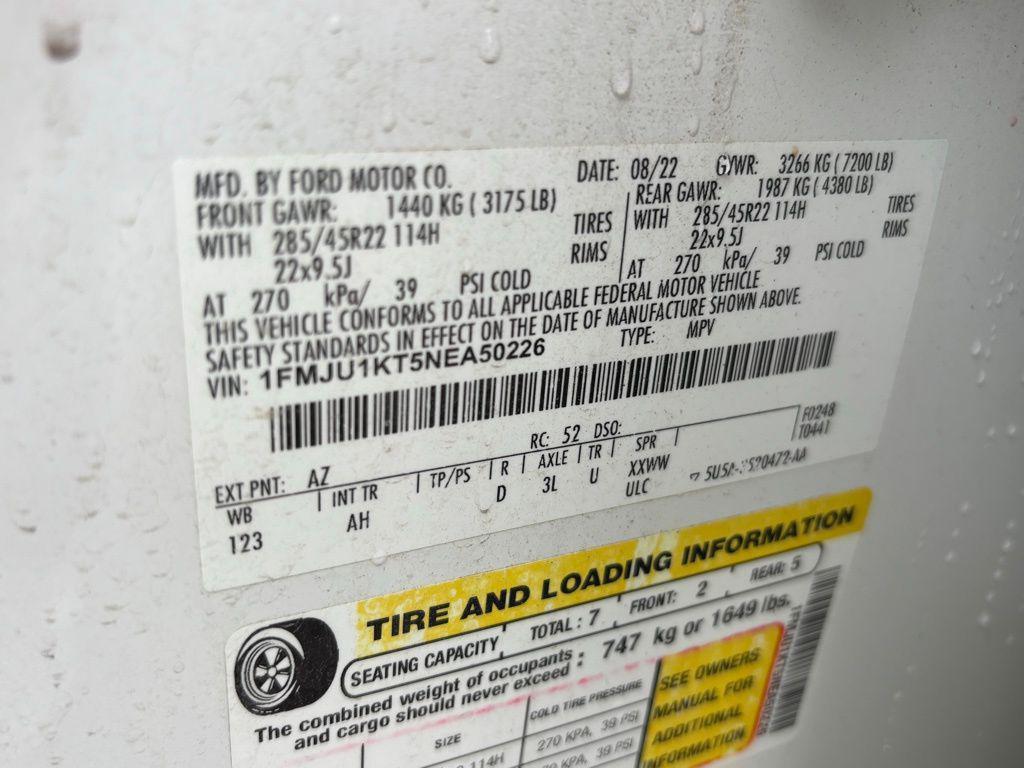 MFD. BY FORD MOTOR CO. DATE: 08/22 GVWR: 3266 KG ( 7200 LB)
FRONT GAWR: 1440 KG ( 3175 LB) REAR GAWR: 1987 KG ( 4380 LB)
WITH 285/45R22 114H TIRES WITH 285/45R22 114H TIRES
22x9.5J RIMS 22x9.5J RIMS
AT 270 kPa/ 39 PSI COLD AT 270 kPa/ 39 PSI COLD
THIS VEHICLE CONFORMS TO ALL APPLICABLE FEDERAL MOTOR VEHICLE
SAFETY STANDARDS IN EFFECT ON THE DATE OF MANUFACTURE SHOWN ABOVE.
VIN: 1FMJU1KT5NEA50226 TYPE: MPV
F0248
T0441
EXT PNT: AZ RC: 52 DSO:
WB INT TR TP/PS R AXLE TR SPR
123 AH D 3L U XXWW
ULC
TIRE AND LOADING INFORMATION
SEATING CAPACITY TOTAL : 7 FRONT: 2 REAR: 5
The combined weight of occupants
and cargo should never exceed : 747 kg or 1649 lbs.
SIZE COLD TIRE PRESSURE
114H 270 KPA, 39 PSI
KPA, 39 PSI
SEE OWNERS
MANUAL FOR
ADDITIONAL
INFORMATION